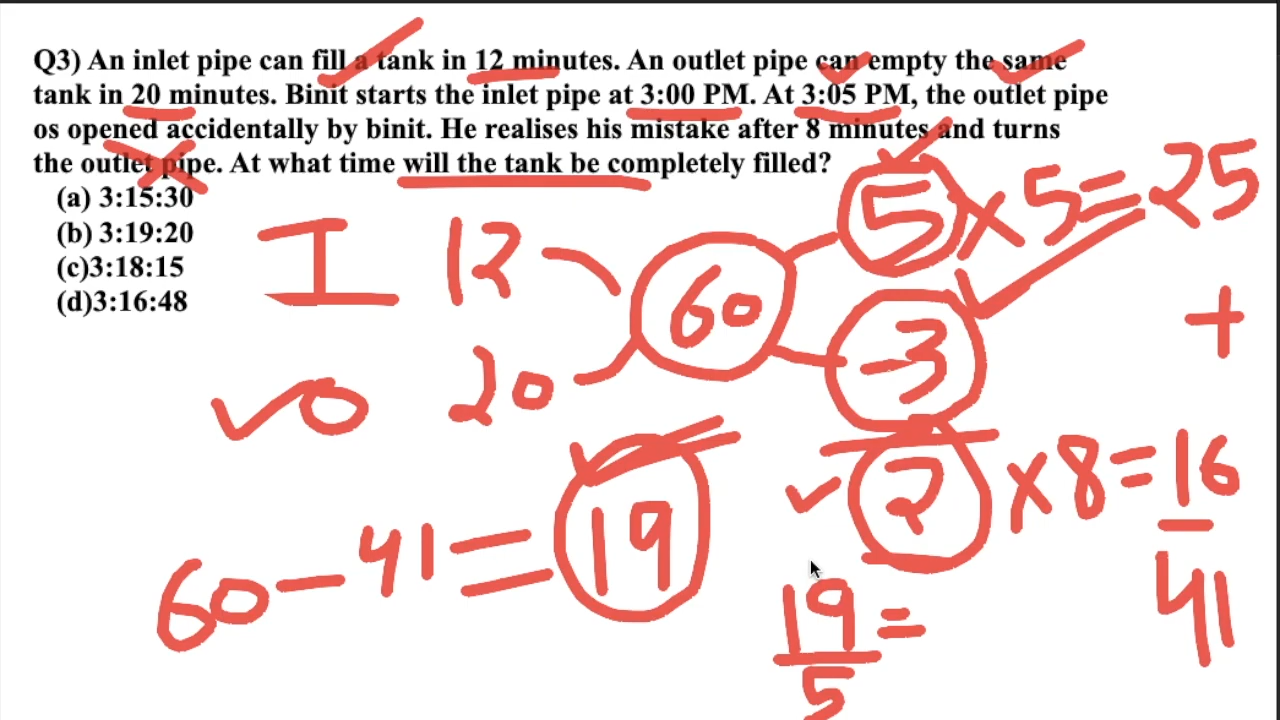 Q3) An inlet pipe can fill a tank in 12 minutes. An outlet pipe can empty the same
tank in 20 minutes. Binit starts the inlet pipe at 3:00 PM. At 3:05 PM, the outlet pipe
os opened accidentally by binit. He realises his mistake after 8 minutes and turns
the outlet pipe. At what time will the tank be completely filled?
(a) 3:15:30
(b) 3:19:20
(c)3:18:15
(d)3:16:48
I 12 60 5 x 5 = 25
+
O 20 -3
2 x 8 = 16
60 - 41 = 19
41
19/5 =